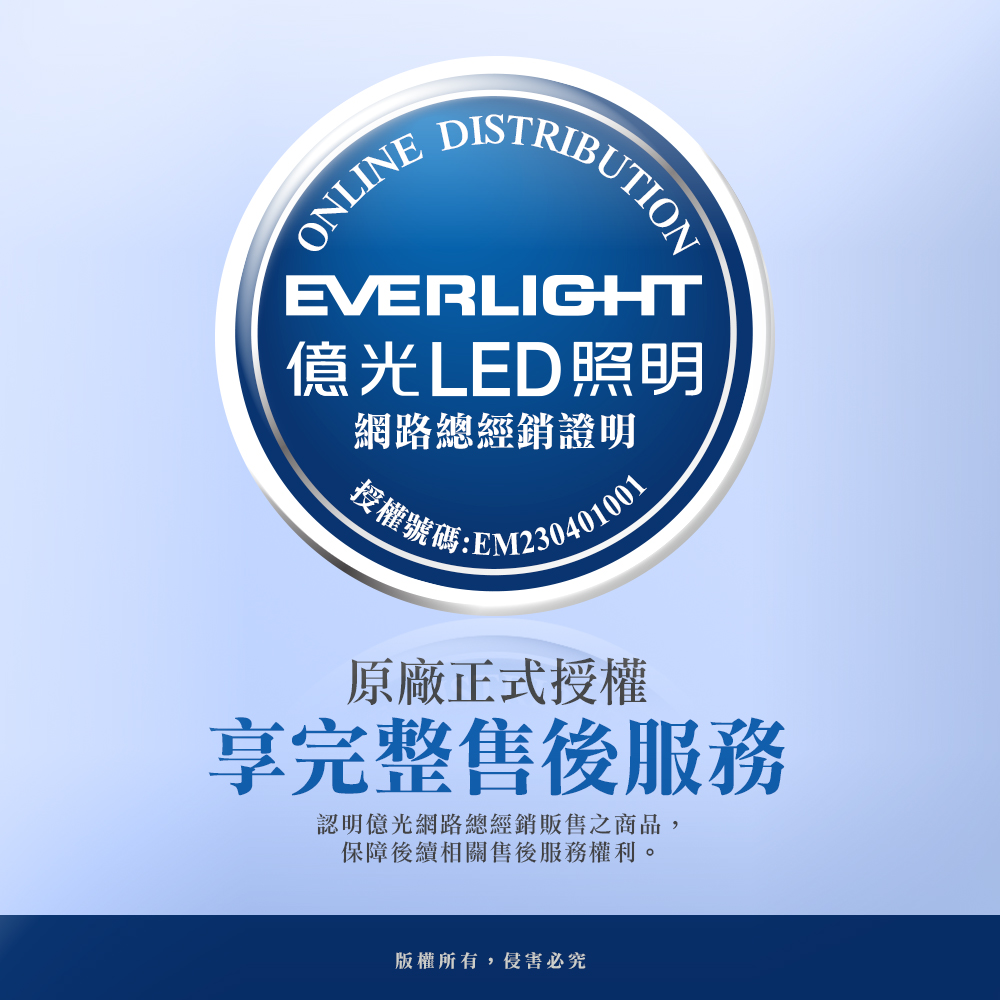 ONLINE DISTRIBUTION
EVERLIGHT
億光LED照明
網路總經銷證明
授權號碼:EM230401001
原廠正式授權
享完整售後服務
認明億光網路總經銷販售之商品，
保障後續相關售後服務權利。
版權所有，侵害必究